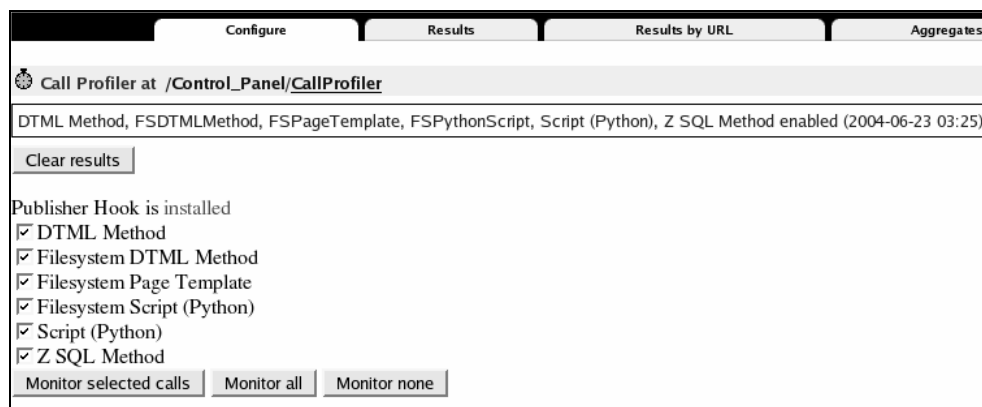 Configure Results Results by URL Aggregates
Call Profiler at /Control_Panel/CallProfiler
DTML Method, FSDTMLMethod, FSPageTemplate, FSPythonScript, Script (Python), Z SQL Method enabled (2004-06-23 03:25)
Clear results
Publisher Hook is installed
DTML Method
Filesystem DTML Method
Filesystem Page Template
Filesystem Script (Python)
Script (Python)
Z SQL Method
Monitor selected calls Monitor all Monitor none